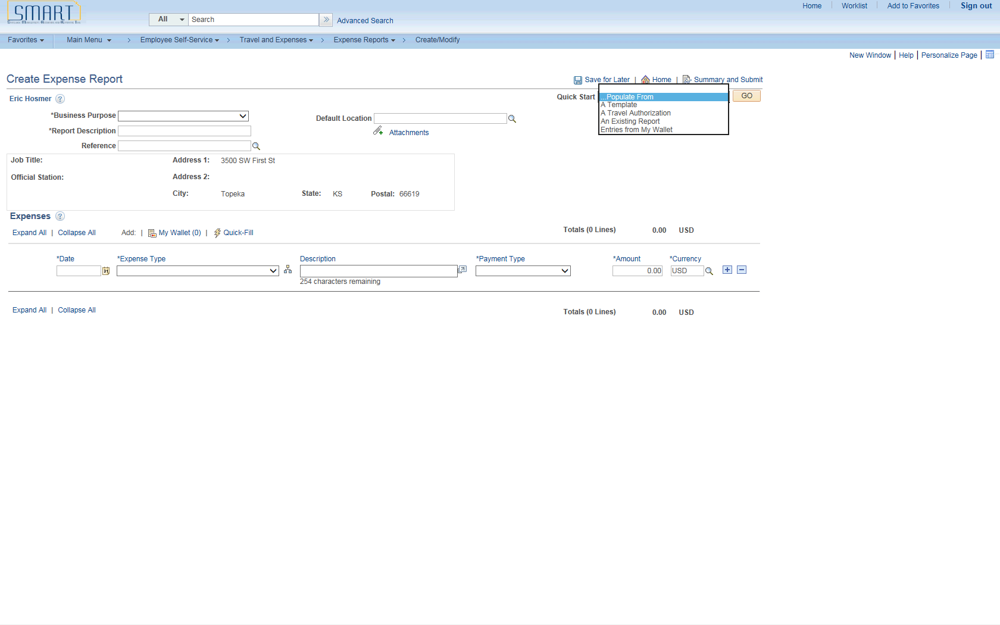 SMART
Home Worklist Add to Favorites Sign out
All Search Advanced Search
Favorites Main Menu Employee Self-Service Travel and Expenses Expense Reports Create/Modify
New Window | Help | Personalize Page |
Create Expense Report
Save for Later | Home | Summary and Submit
Eric Hosmer
Quick Start ...Populate From GO
A Template
A Travel Authorization
An Existing Report
Entries from My Wallet
*Business Purpose
Default Location
*Report Description
Attachments
Reference
Job Title: Address 1: 3500 SW First St
Official Station: Address 2:
City: Topeka State: KS Postal: 66619
Expenses
Expand All | Collapse All Add: | My Wallet (0) | Quick-Fill
Totals (0 Lines) 0.00 USD
*Date *Expense Type Description *Payment Type *Amount *Currency
31 0.00 USD
254 characters remaining
Expand All | Collapse All
Totals (0 Lines) 0.00 USD